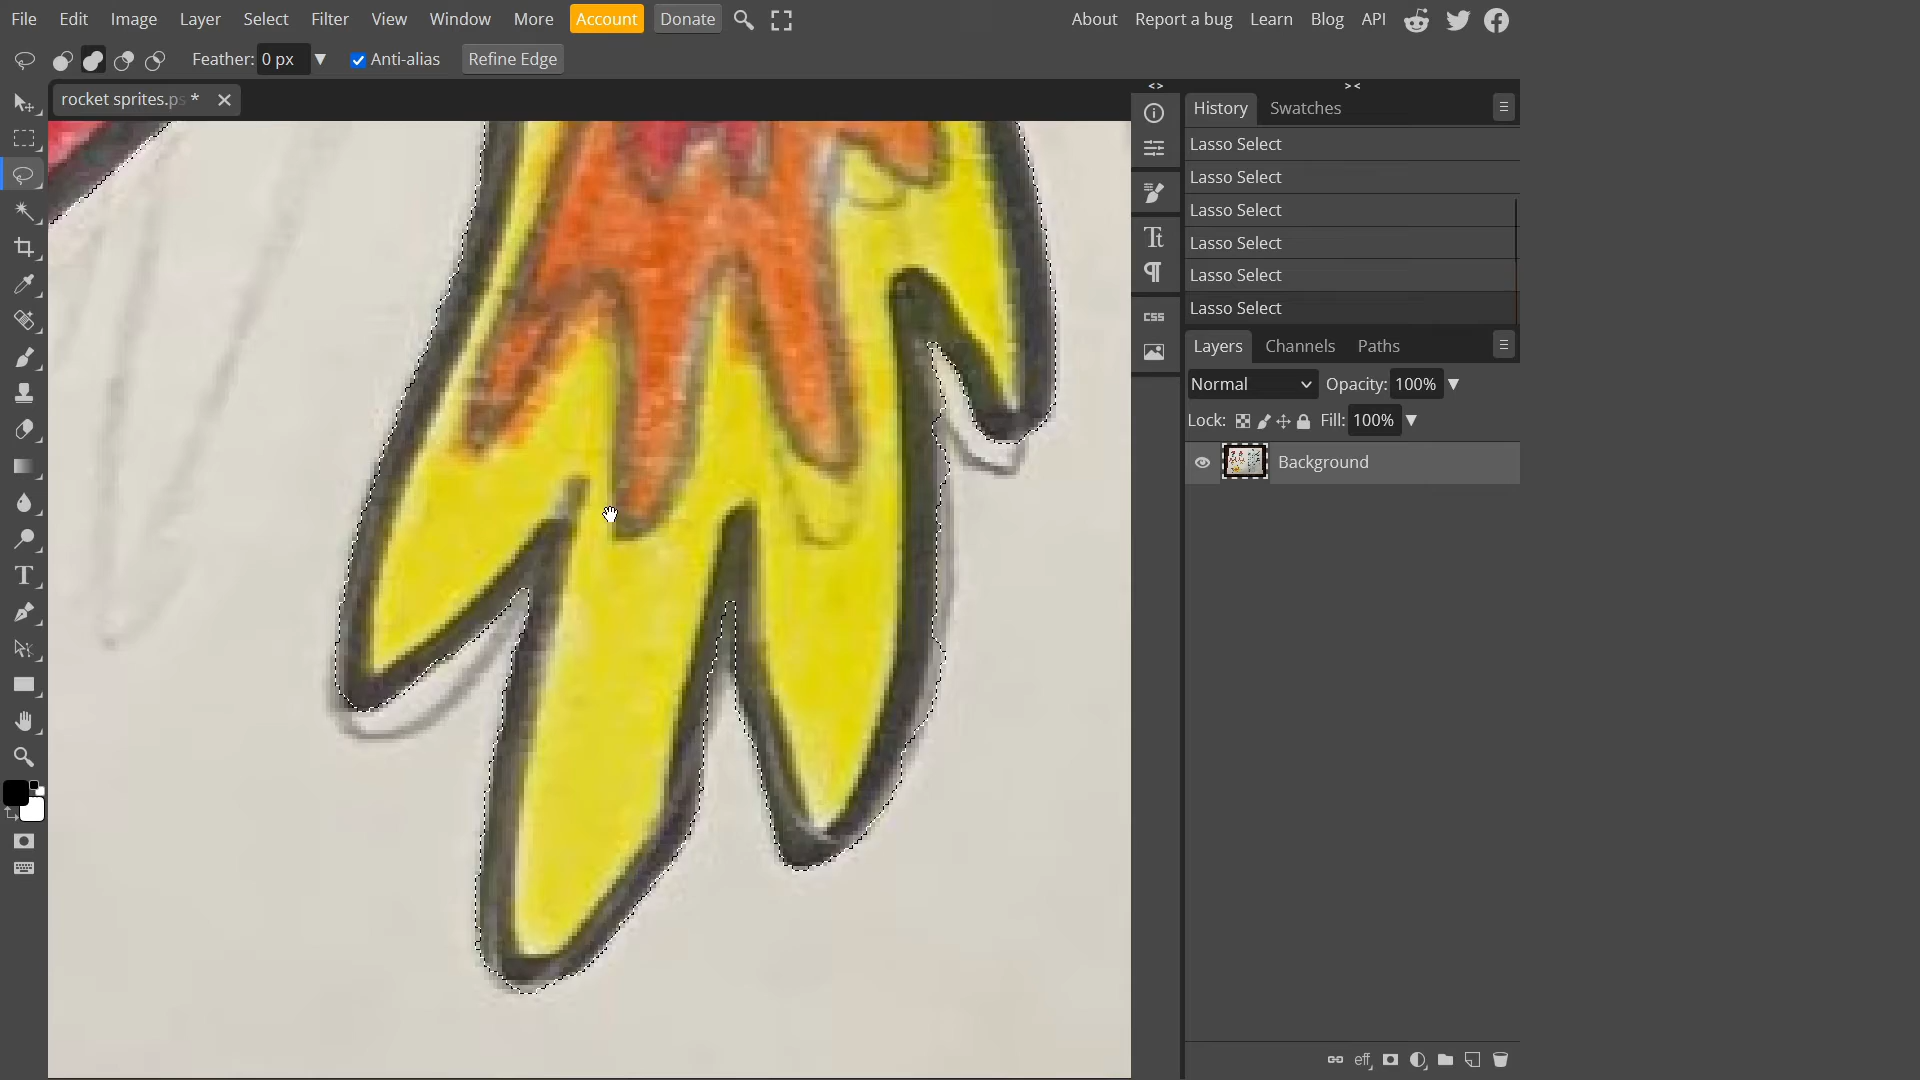 File Edit Image Layer Select Filter View Window More Account Donate About Report a bug Learn Blog API
Feather: 0 px Anti-alias Refine Edge
rocket sprites.ps *
History Swatches
Lasso Select
Lasso Select
Lasso Select
Lasso Select
Lasso Select
Lasso Select
CSS
Layers Channels Paths
Normal Opacity: 100%
Lock: Fill: 100%
Background
eff